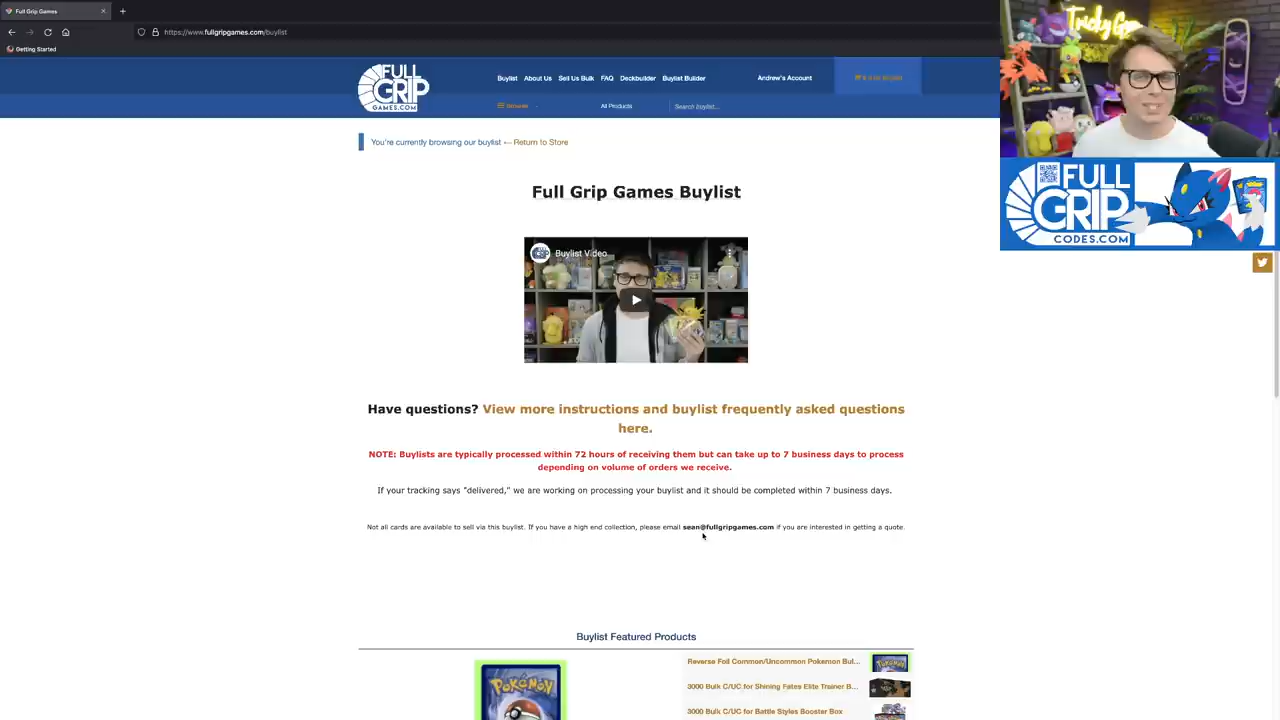 Full Grip Games
https://www.fullgripgames.com/buylist
Getting Started
FULL
GRIP
GAMES.COM
Buylist About Us Sell Us Bulk FAQ Deckbuilder Buylist Builder
Andrew's Account
All Products
Search buylist...
You're currently browsing our buylist ← Return to Store
Full Grip Games Buylist
Buylist Video
Have questions? View more instructions and buylist frequently asked questions
here.
NOTE: Buylists are typically processed within 72 hours of receiving them but can take up to 7 business days to process
depending on volume of orders we receive.
If your tracking says "delivered," we are working on processing your buylist and it should be completed within 7 business days.
Not all cards are available to sell via this buylist. If you have a high end collection, please email sean@fullgripgames.com if you are interested in getting a quote.
Buylist Featured Products
POKéMON
Reverse Foil Common/Uncommon Pokemon Bul...
3000 Bulk C/UC for Shining Fates Elite Trainer B...
3000 Bulk C/UC for Battle Styles Booster Box
TrickyGym
FULL
GRIP
CODES.COM